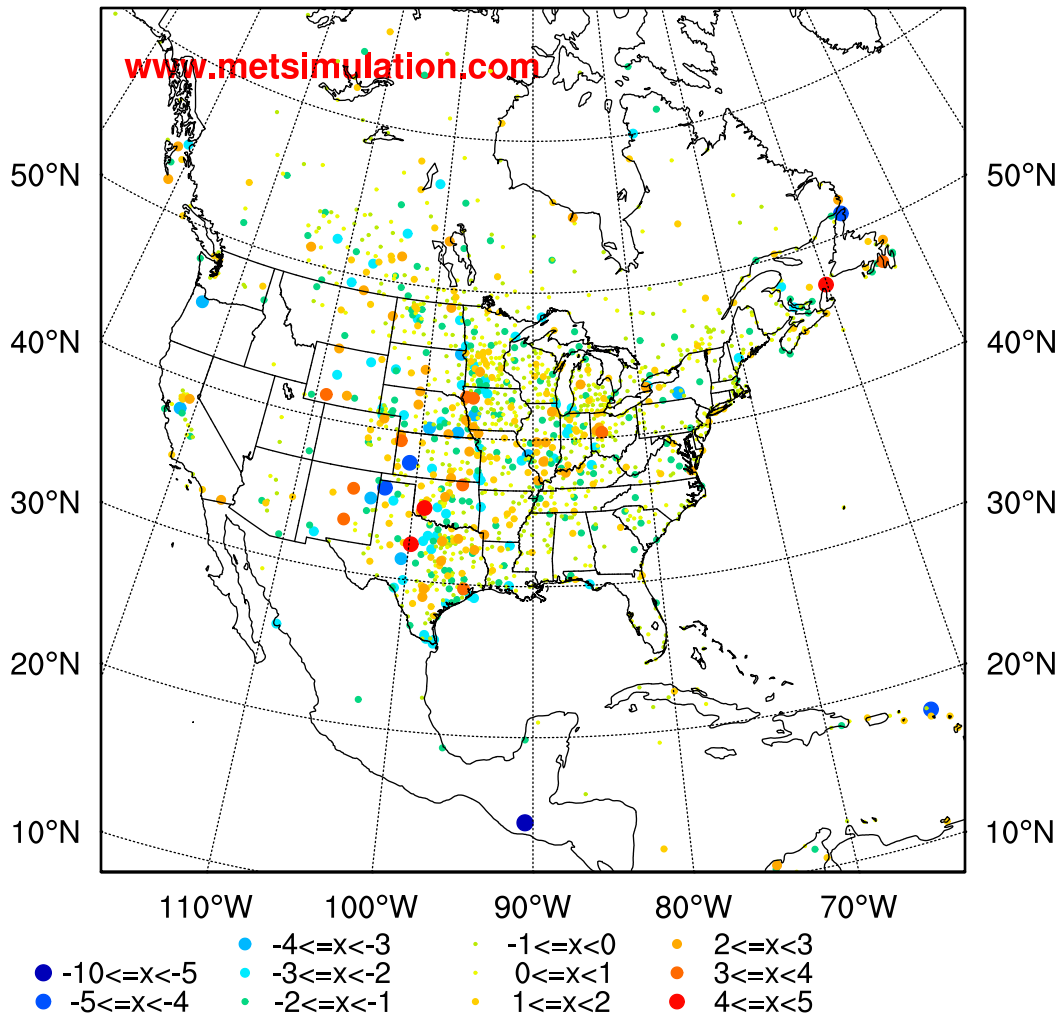 www.metsimulation.com
50°N 50°N
40°N 40°N
30°N 30°N
20°N 20°N
10°N 10°N
110°W 100°W 90°W 80°W 70°W
-4<=x<-3 -1<=x<0 2<=x<3
-10<=x<-5 -3<=x<-2 0<=x<1 3<=x<4
-5<=x<-4 -2<=x<-1 1<=x<2 4<=x<5